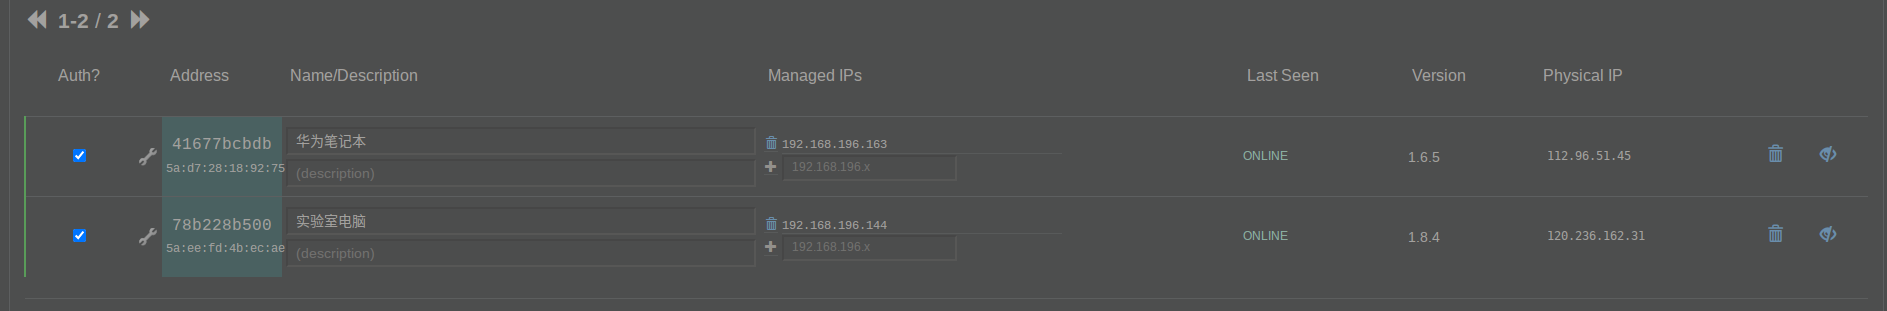 1-2 / 2
Auth? Address Name/Description Managed IPs Last Seen Version Physical IP
41677bcbdb 华为笔记本 192.168.196.163 ONLINE 1.6.5 112.96.51.45
5a:d7:28:18:92:75 (description) 192.168.196.x
78b228b500 实验室电脑 192.168.196.144 ONLINE 1.8.4 120.236.162.31
5a:ee:fd:4b:ec:ae (description) 192.168.196.x